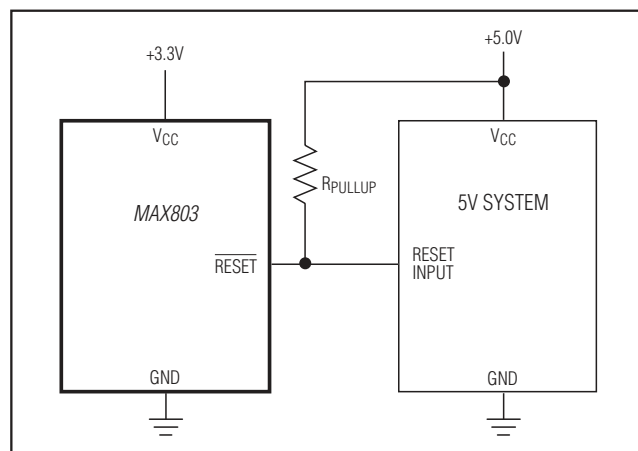 +3.3V
+5.0V
VCC
MAX803
RESET
GND
RPULLUP
VCC
5V SYSTEM
RESET
INPUT
GND